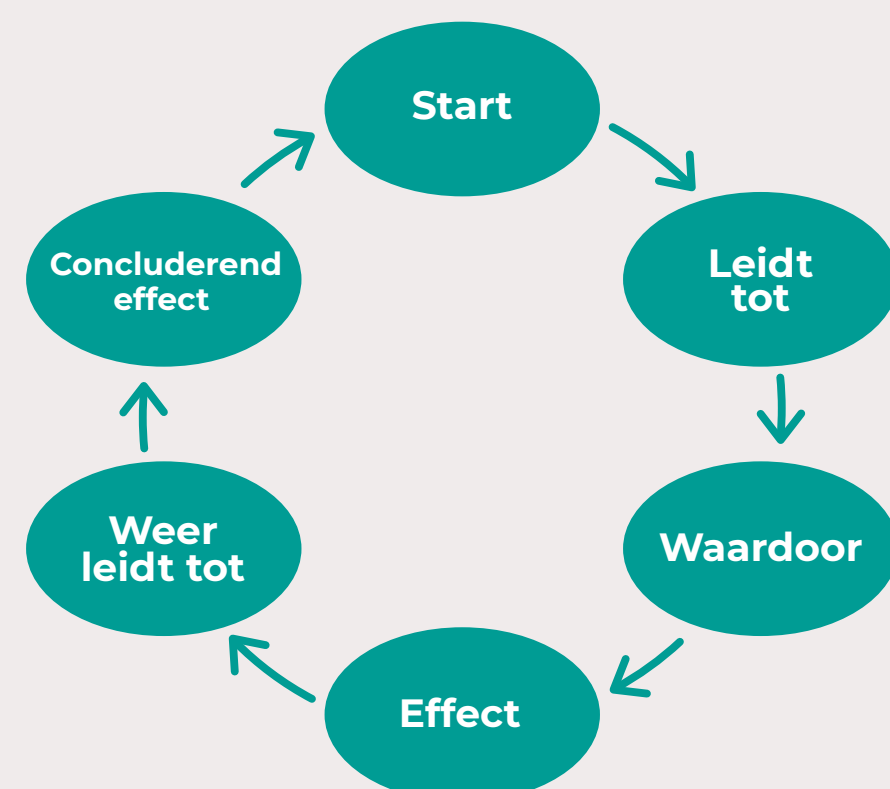 Start
Leidt
tot
Waardoor
Effect
Weer
leidt tot
Concluderend
effect